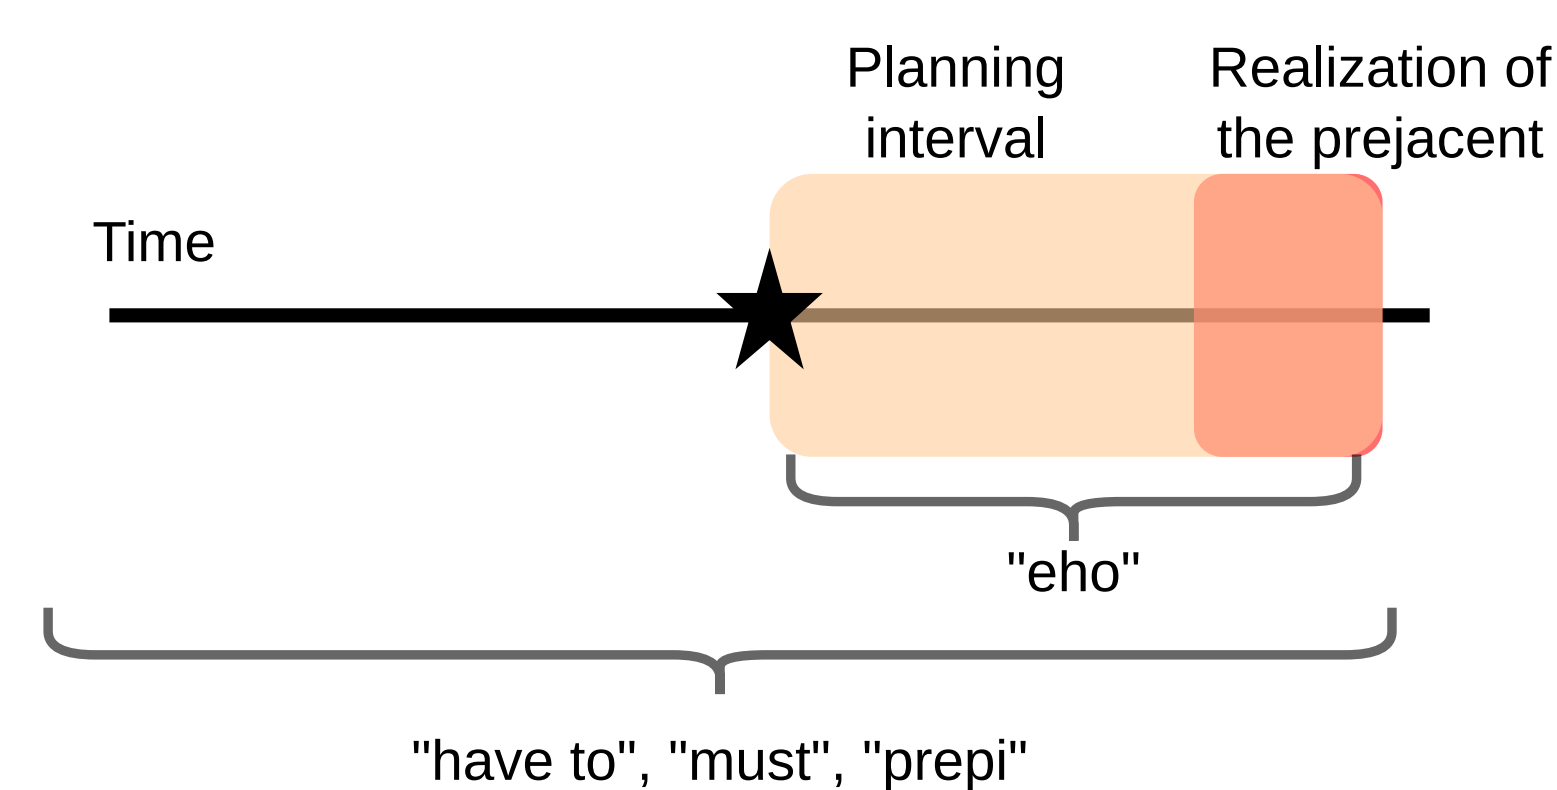 Planning
interval
Realization of
the prejacent
Time
"eho"
"have to", "must", "prepi"